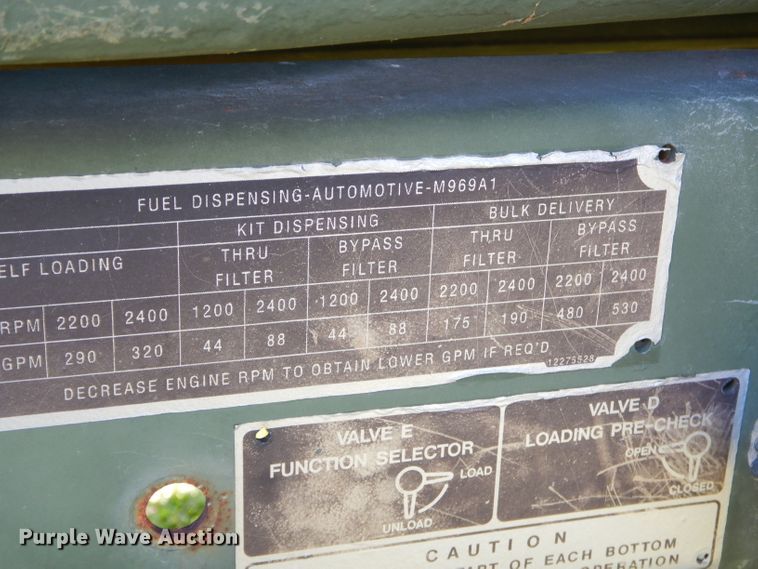 FUEL DISPENSING-AUTOMOTIVE-M969A1
KIT DISPENSING BULK DELIVERY
ELF LOADING THRU FILTER BYPASS FILTER THRU FILTER BYPASS FILTER
RPM 2200 2400 1200 2400 1200 2400 2200 2400 2200 2400
GPM 290 320 44 88 44 88 175 190 480 530
DECREASE ENGINE RPM TO OBTAIN LOWER GPM IF REQ'D
12275528
VALVE E
FUNCTION SELECTOR
LOAD
UNLOAD
VALVE D
LOADING PRE-CHECK
OPEN
CLOSED
CAUTION
ART OF EACH BOTTOM
OPERATION
Purple Wave Auction